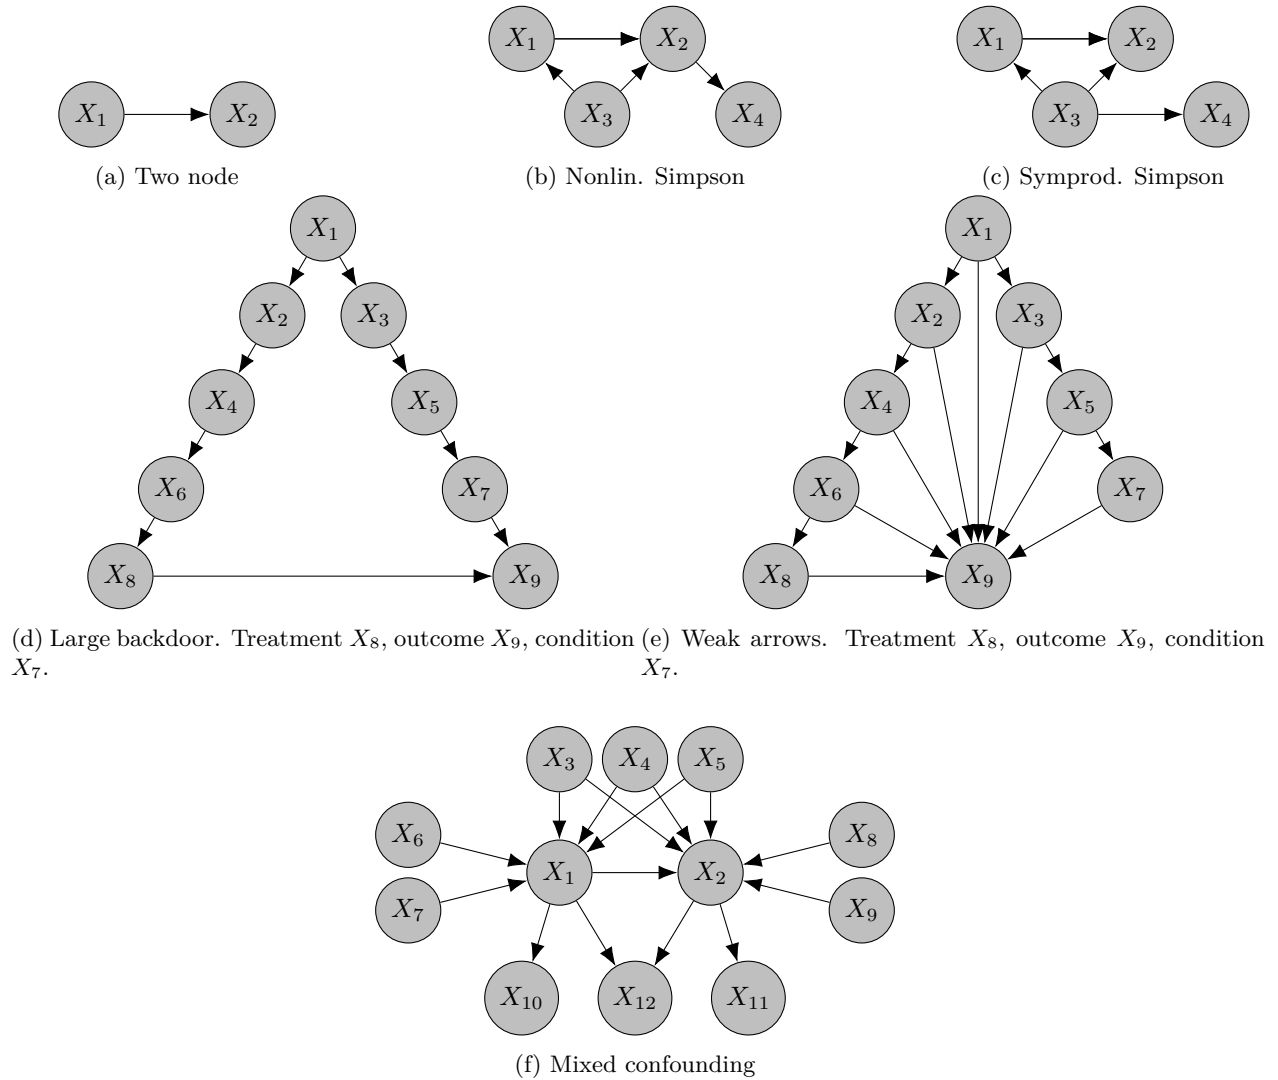 X1 X2 X1 X2
X1 X2 X3 X4 X3 X4
(a) Two node (b) Nonlin. Simpson (c) Symprod. Simpson
X1 X1
X2 X3 X2 X3
X4 X5 X4 X5
X6 X7 X6 X7
X8 X9 X8 X9
(d) Large backdoor. Treatment X8, outcome X9, condition X7.
(e) Weak arrows. Treatment X8, outcome X9, condition X7.
X3 X4 X5
X6 X8
X1 X2
X7 X9
X10 X12 X11
(f) Mixed confounding